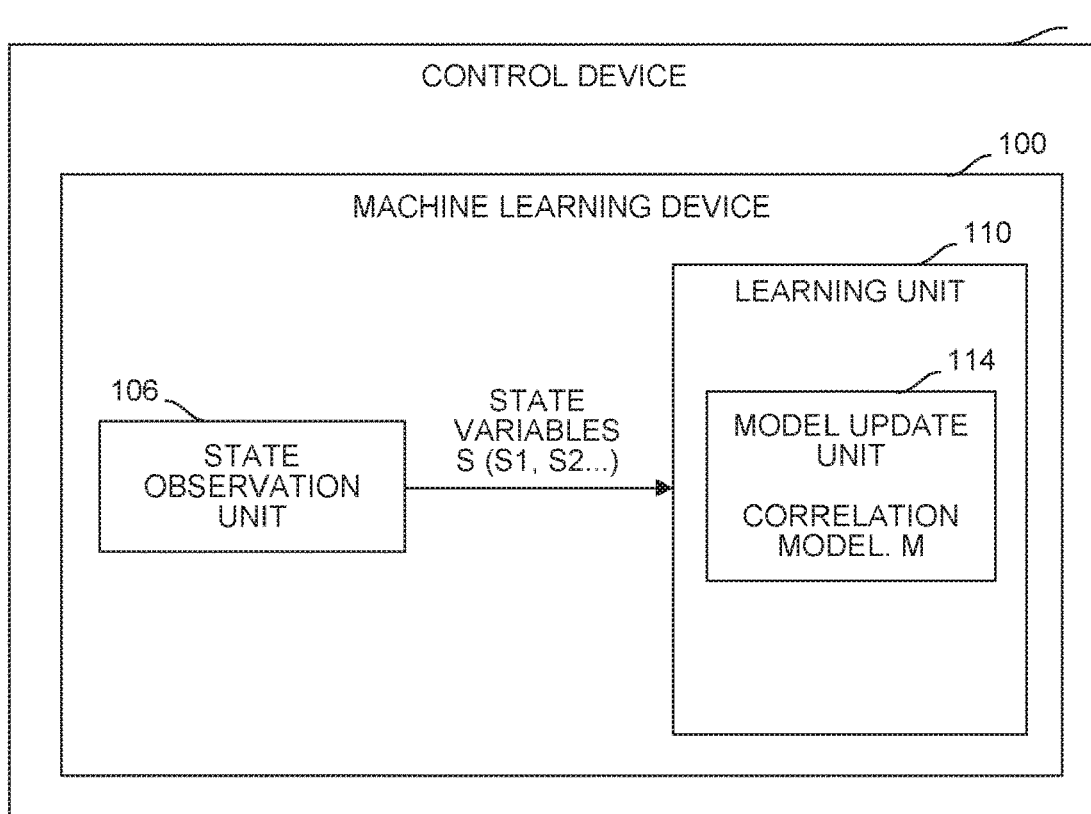 CONTROL DEVICE
100
MACHINE LEARNING DEVICE
110
LEARNING UNIT
114
MODEL UPDATE
UNIT
CORRELATION
MODEL. M
106
STATE
OBSERVATION
UNIT
STATE
VARIABLES
S (S1, S2...)